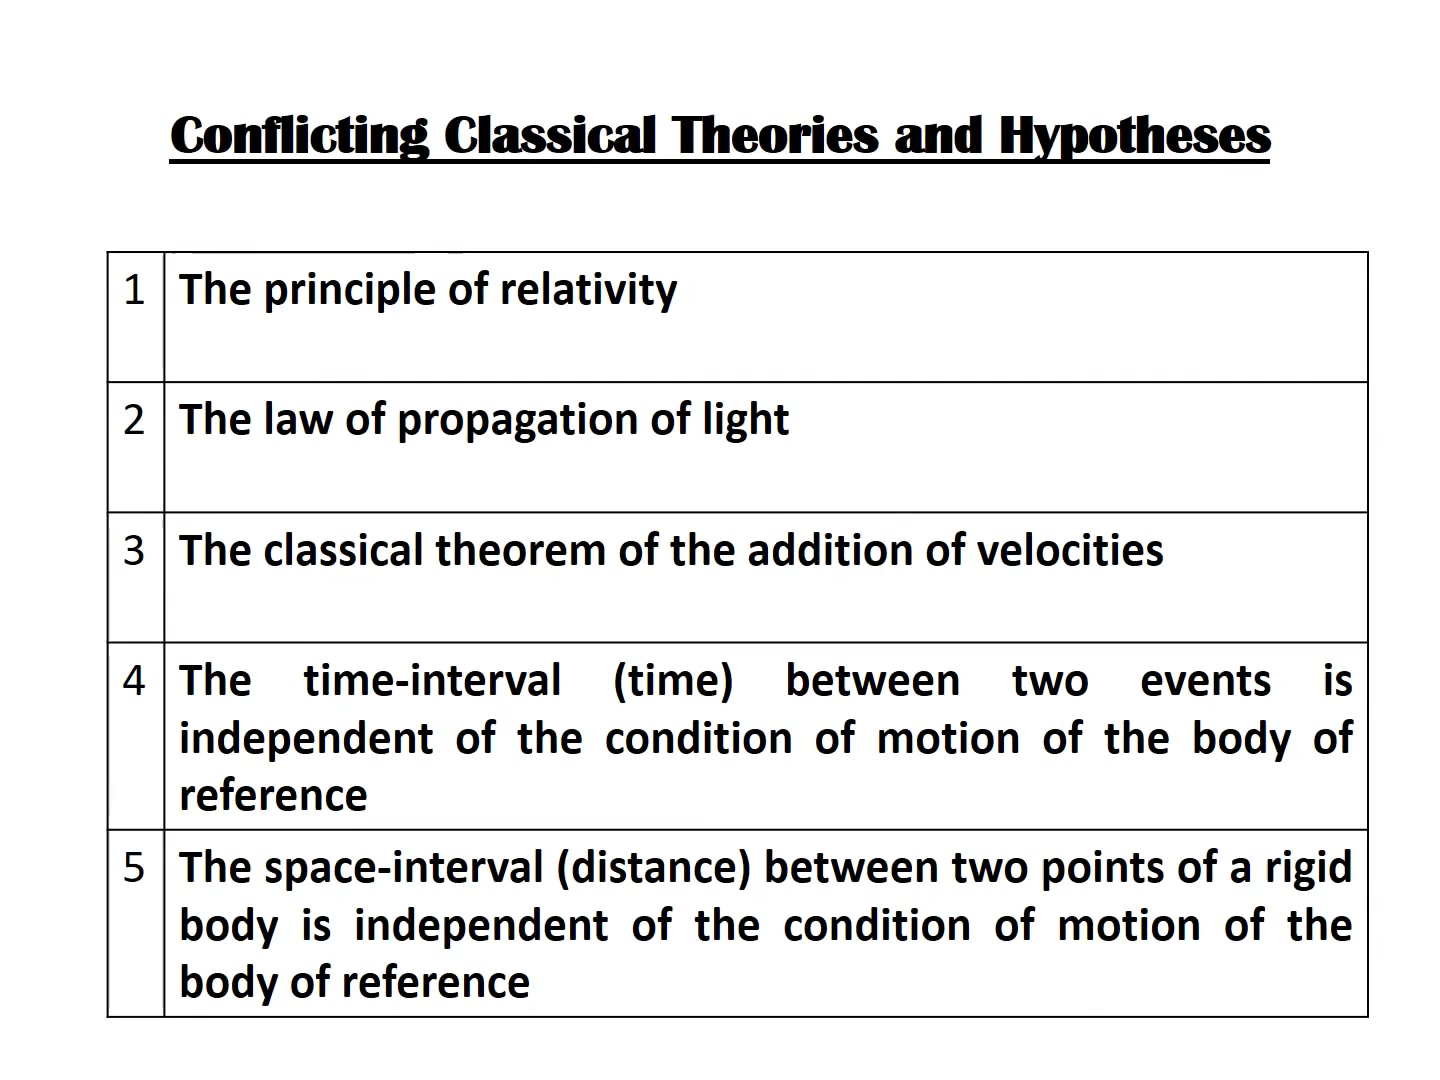 Conflicting Classical Theories and Hypotheses
1 The principle of relativity
2 The law of propagation of light
3 The classical theorem of the addition of velocities
4 The time-interval (time) between two events is
independent of the condition of motion of the body of
reference
5 The space-interval (distance) between two points of a rigid
body is independent of the condition of motion of the
body of reference